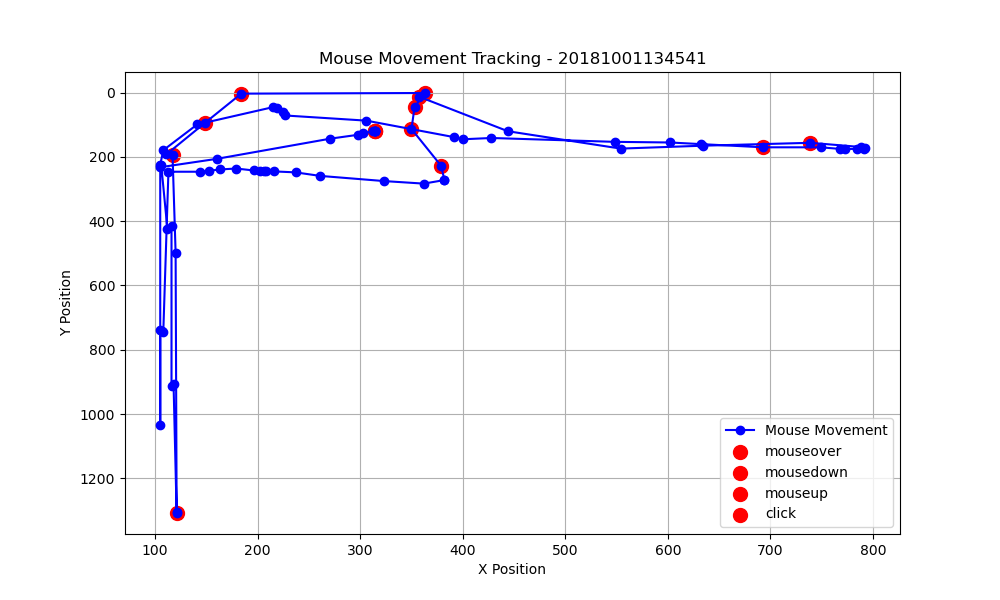 Mouse Movement Tracking - 20181001134541
0
200
400
600
800
1000
1200
Y Position
100
200
300
400
500
600
700
800
X Position
Mouse Movement
mouseover
mousedown
mouseup
click